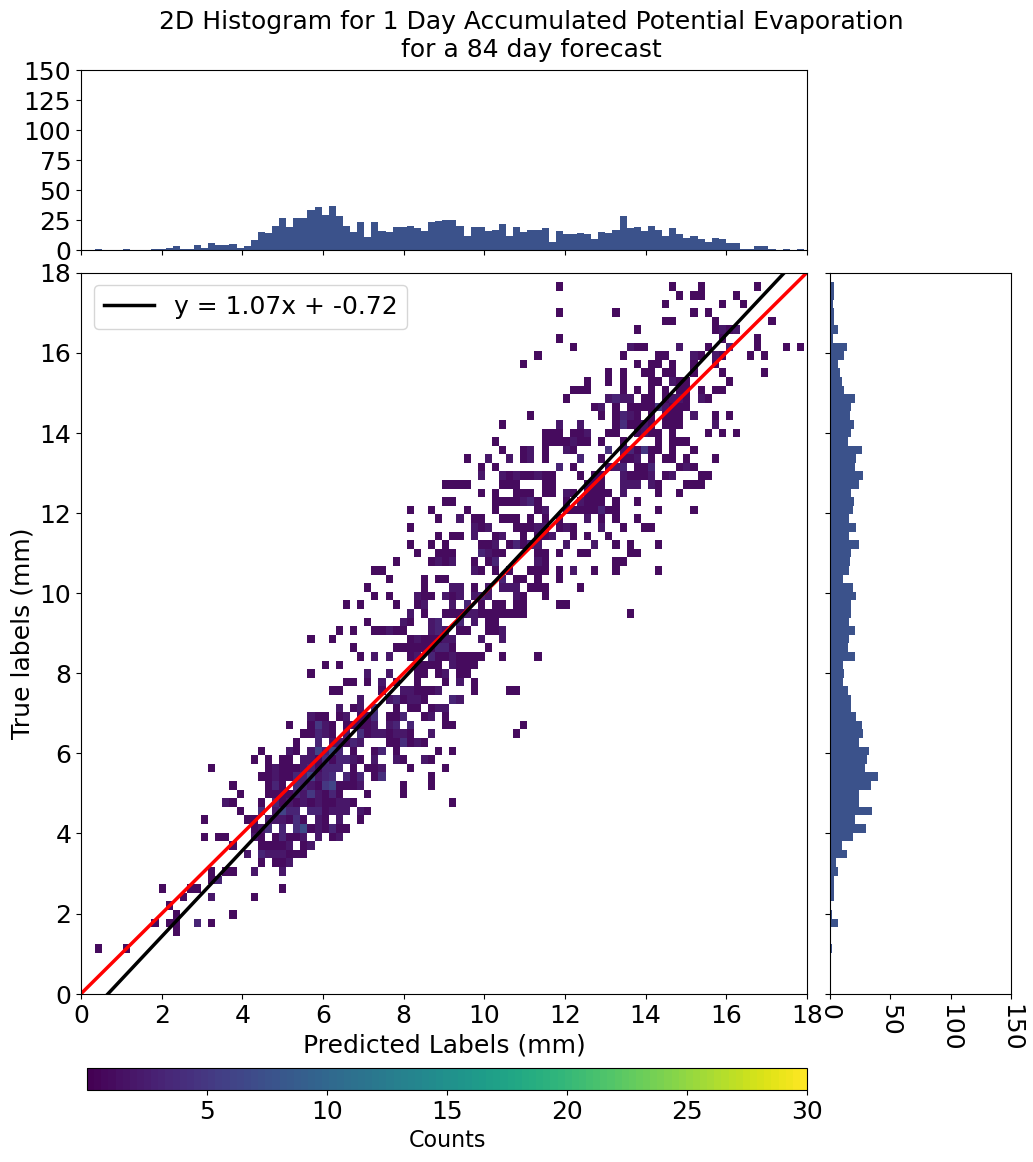 2D Histogram for 1 Day Accumulated Potential Evaporation
for a 84 day forecast
150
125
100
75
50
25
0
18
16
14
12
10
8
6
4
2
0
True labels (mm)
y = 1.07x + -0.72
0 2 4 6 8 10 12 14 16 18
Predicted Labels (mm)
0 50 100 150
5 10 15 20 25 30
Counts